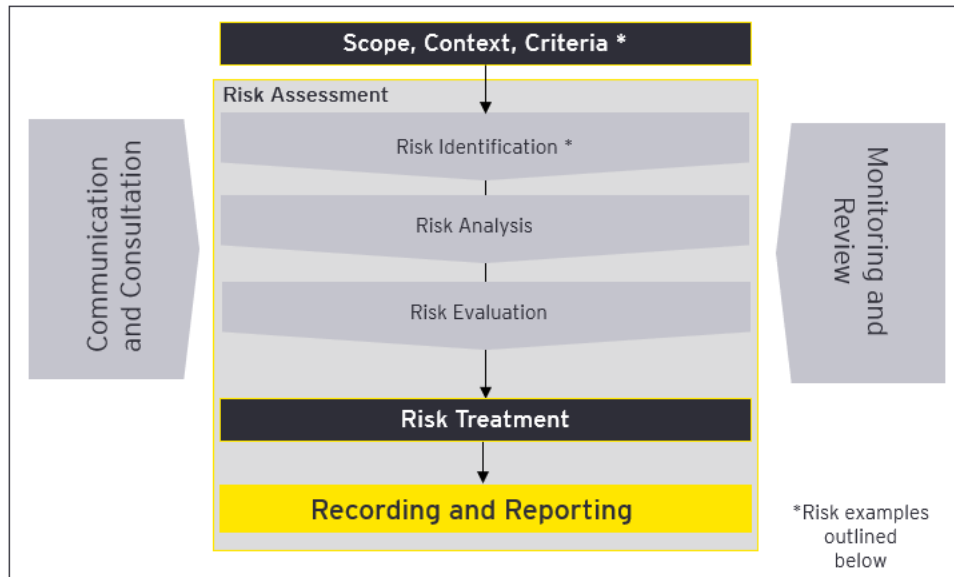 Scope, Context, Criteria *
Risk Assessment
Risk Identification *
Risk Analysis
Risk Evaluation
Risk Treatment
Recording and Reporting
Communication
and Consultation
Monitoring and
Review
*Risk examples
outlined
below